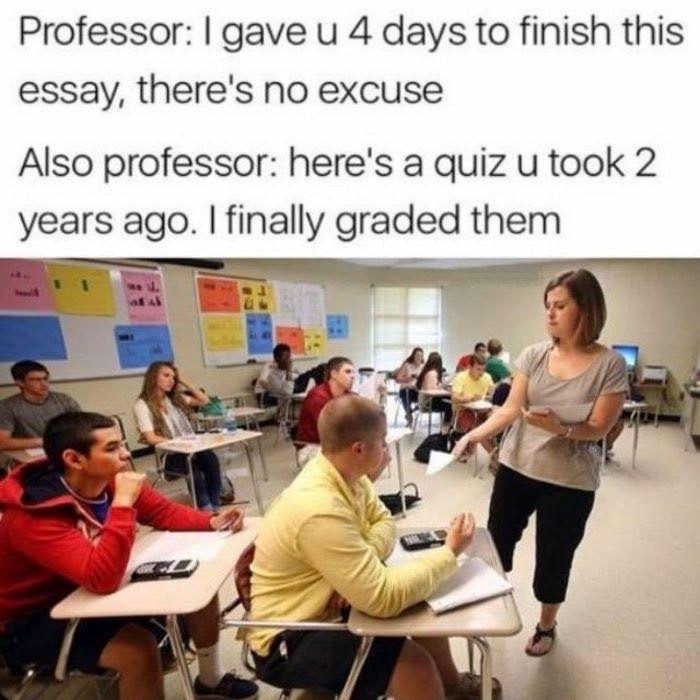 Professor: I gave u 4 days to finish this
essay, there's no excuse
Also professor: here's a quiz u took 2
years ago. I finally graded them